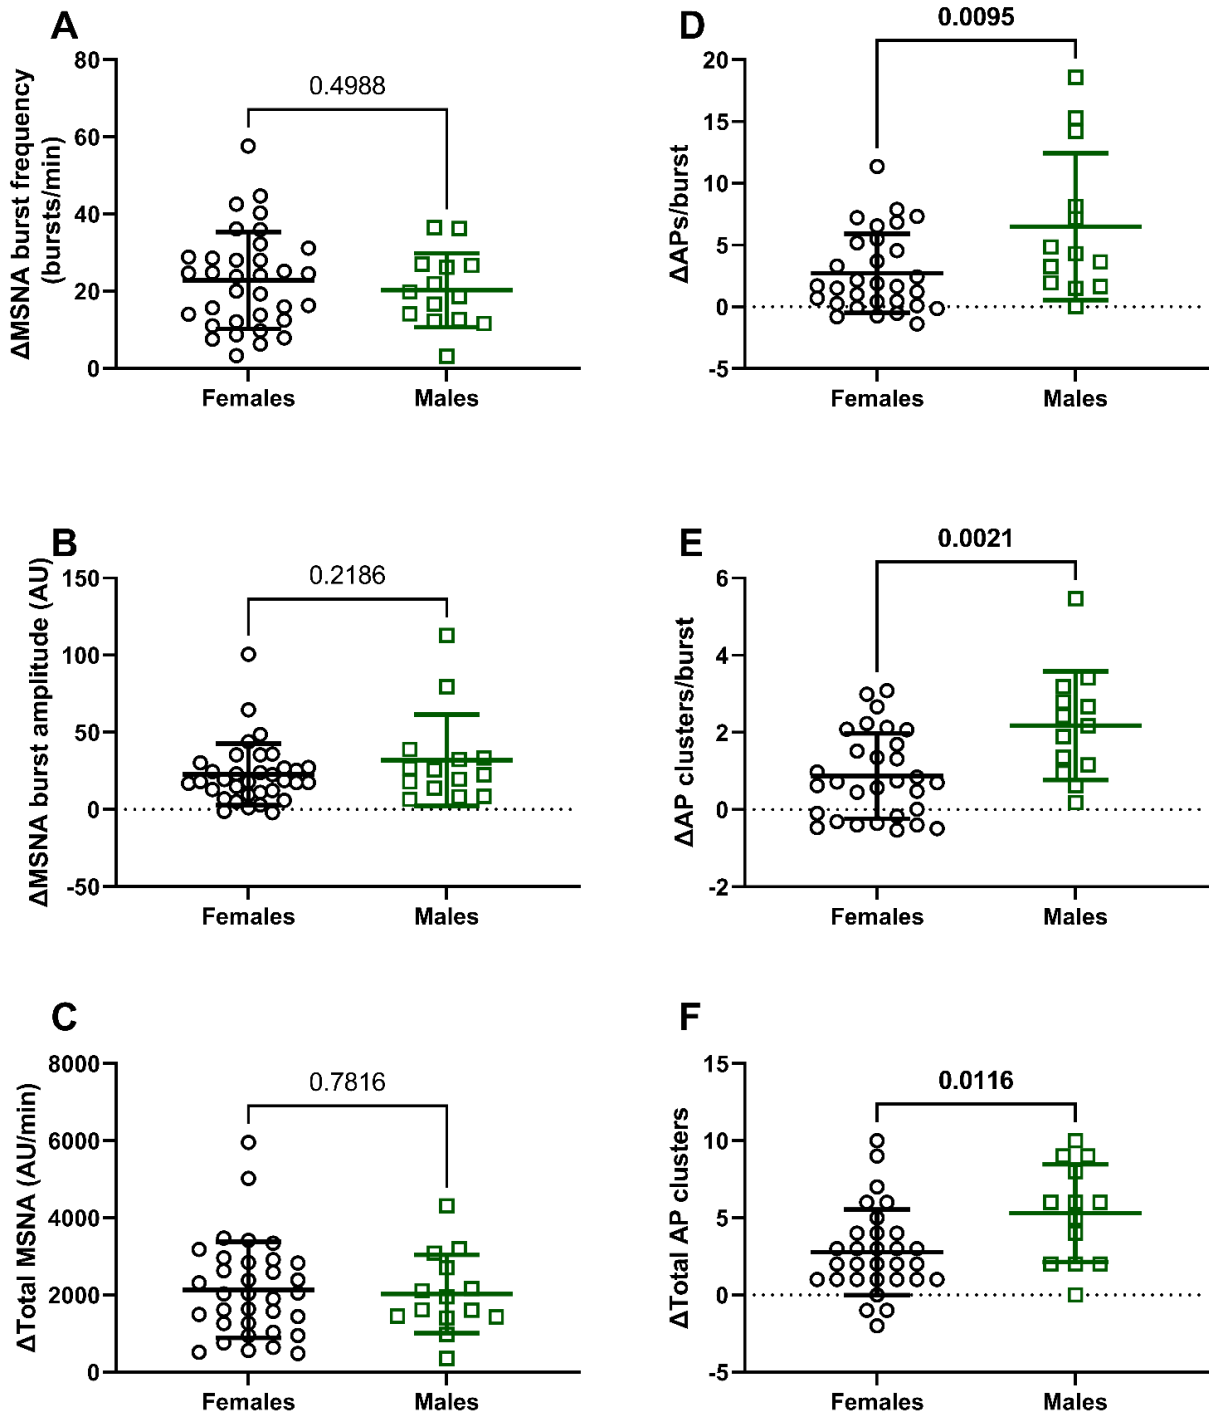 A
ΔMSNA burst frequency
(bursts/min)
80
60
40
20
0
0.4988
Females
Males
D
ΔAPs/burst
20
15
10
5
0
-5
0.0095
Females
Males
B
ΔMSNA burst amplitude (AU)
150
100
50
0
-50
0.2186
Females
Males
E
ΔAP clusters/burst
6
4
2
0
-2
0.0021
Females
Males
C
ΔTotal MSNA (AU/min)
8000
6000
4000
2000
0
0.7816
Females
Males
F
ΔTotal AP clusters
15
10
5
0
-5
0.0116
Females
Males